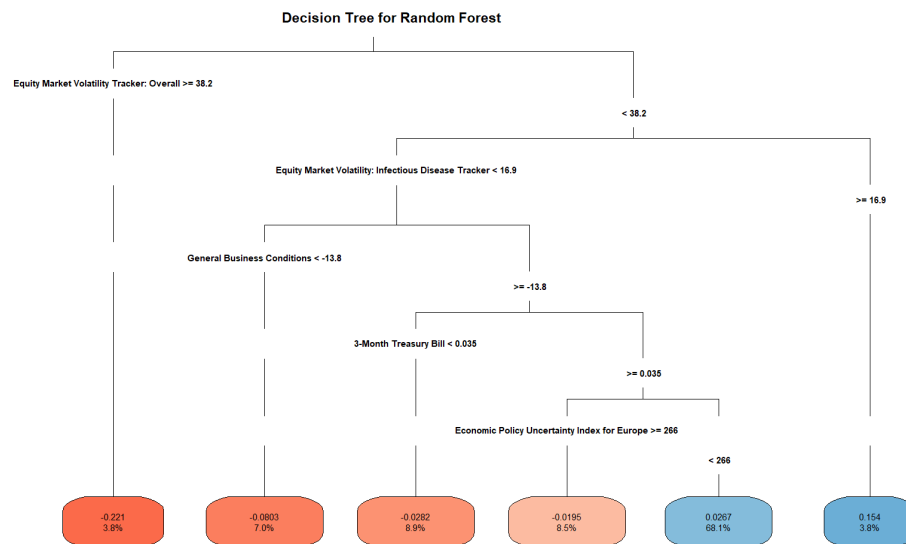 Decision Tree for Random Forest
Equity Market Volatility Tracker: Overall >= 38.2
< 38.2
Equity Market Volatility: Infectious Disease Tracker < 16.9
>= 16.9
General Business Conditions < -13.8
>= -13.8
3-Month Treasury Bill < 0.035
>= 0.035
Economic Policy Uncertainty Index for Europe >= 266
< 266
-0.221
3.8%
-0.0803
7.0%
-0.0282
8.9%
-0.0195
8.5%
0.0267
68.1%
0.154
3.8%